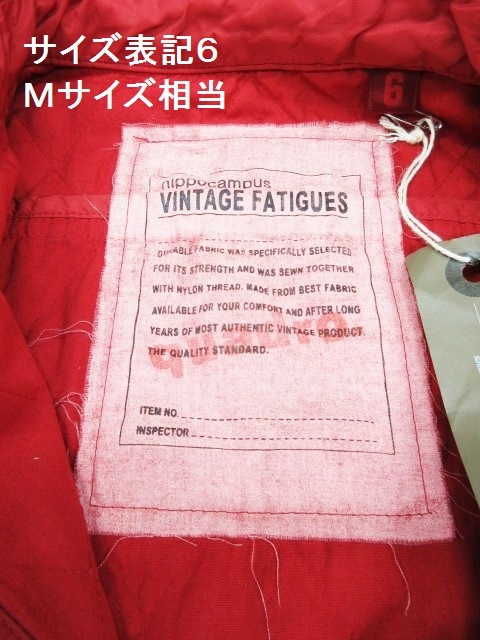 サイズ表記６
Mサイズ相当
6
hippocampus
VINTAGE FATIGUES
DURABLE FABRIC WAS SPECIFICALLY SELECTED
FOR ITS STRENGTH AND WAS SEWN TOGETHER
WITH NYLON THREAD. MADE FROM BEST FABRIC
AVAILABLE FOR YOUR COMFORT AND AFTER LONG
YEARS OF MOST AUTHENTIC VINTAGE PRODUCT.
THE QUALITY STANDARD.
ITEM NO.
INSPECTOR